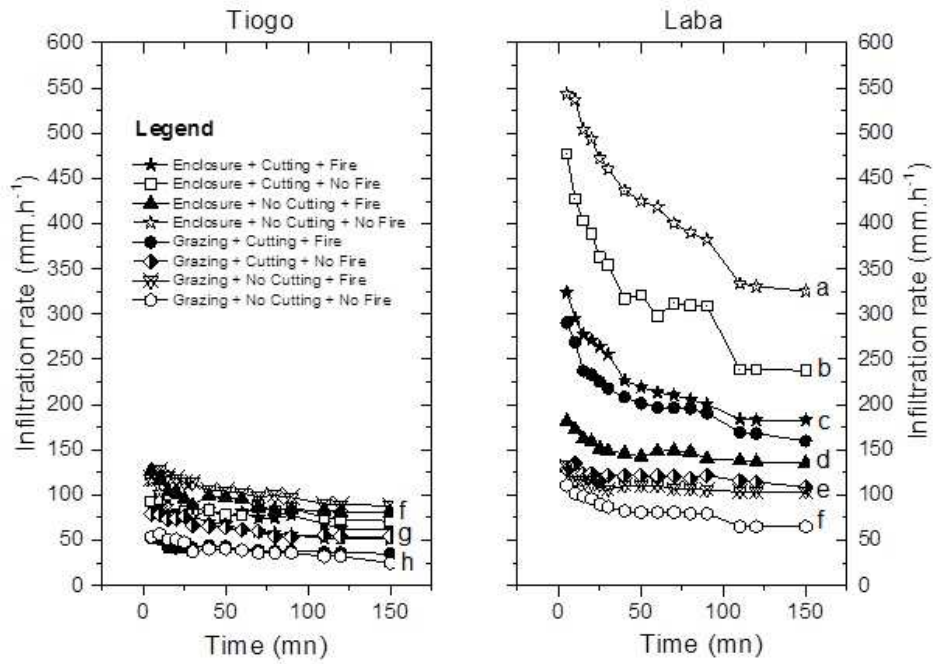 Tiogo
Laba
Infiltration rate (mm.h⁻¹)
600
550
500
450
400
350
300
250
200
150
100
50
0
Legend
Enclosure + Cutting + Fire
Enclosure + Cutting + No Fire
Enclosure + No Cutting + Fire
Enclosure + No Cutting + No Fire
Grazing + Cutting + Fire
Grazing + Cutting + No Fire
Grazing + No Cutting + Fire
Grazing + No Cutting + No Fire
f
g
h
0 50 100 150
Time (mn)
a
b
c
d
e
f
0 50 100 150
Time (mn)
600
550
500
450
400
350
300
250
200
150
100
50
0
Infiltration rate (mm.h⁻¹)